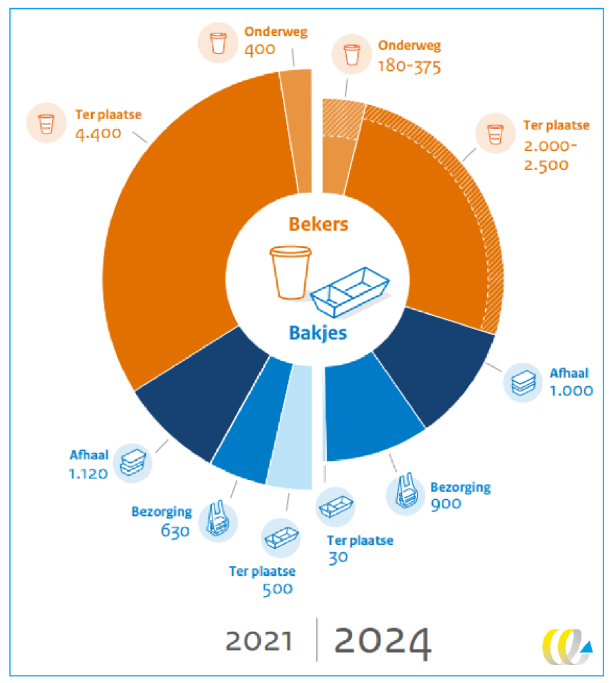 Onderweg
400
Onderweg
180-375
Ter plaatse
4.400
Ter plaatse
2.000-
2.500
Bekers
Bakjes
Afhaal
1.120
Afhaal
1.000
Bezorging
630
Bezorging
900
Ter plaatse
500
Ter plaatse
30
2021 | 2024